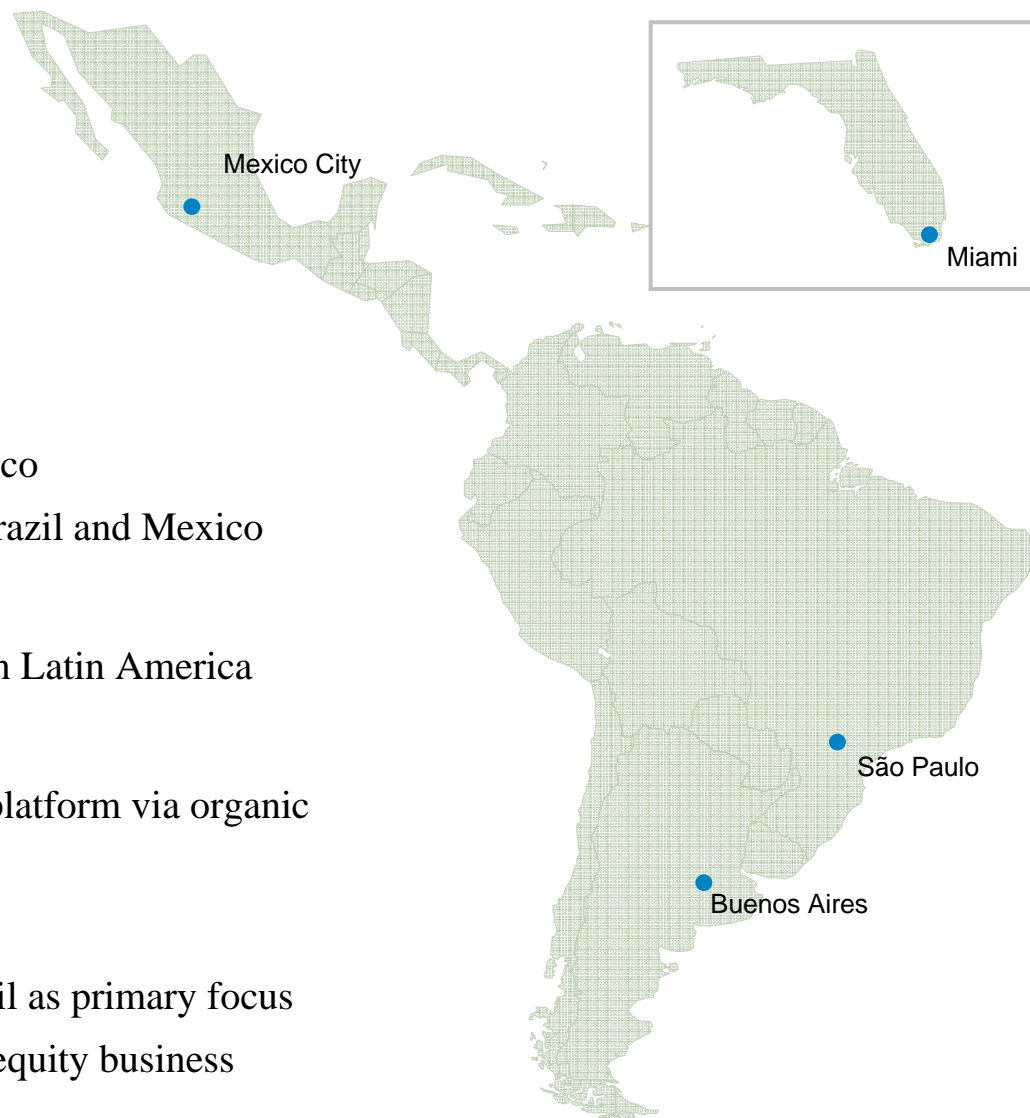 Mexico City
Miami
co
razil and Mexico
n Latin America
platform via organic
São Paulo
Buenos Aires
il as primary focus
equity business